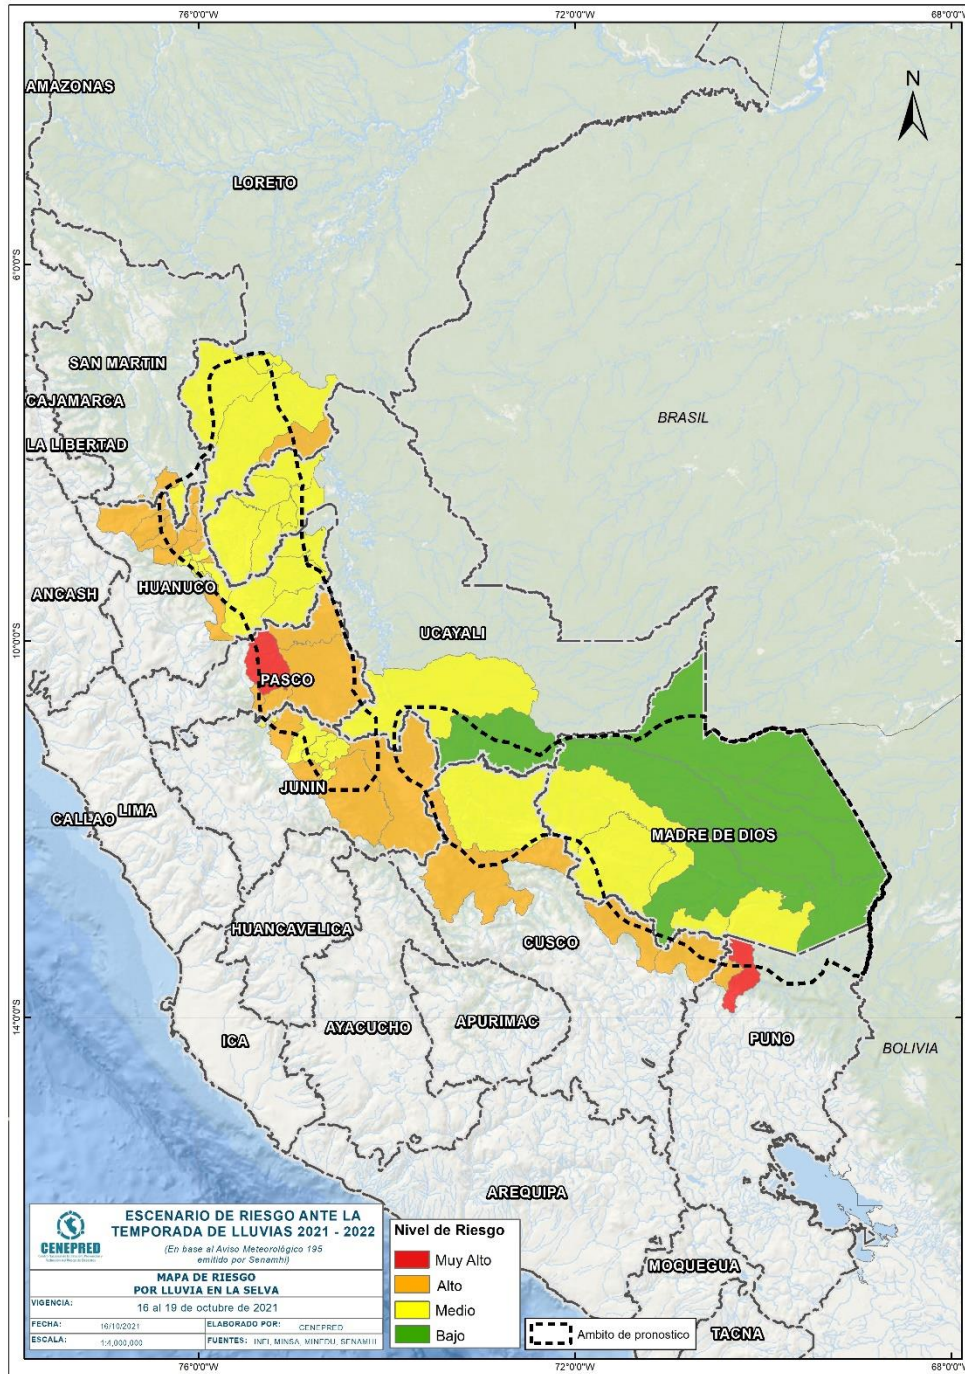 76°0'0"W
72°0'0"W
68°0'0"W
N
AMAZONAS
LORETO
6°0'0"S
SAN MARTIN
CAJAMARCA
LA LIBERTAD
BRASIL
HUANUCO
ANCASH
UCAYALI
10°0'0"S
PASCO
JUNIN
LIMA
CALLAO
MADRE DE DIOS
HUANCAVELICA
CUSCO
14°0'0"S
AYACUCHO
APURIMAC
ICA
PUNO
BOLIVIA
AREQUIPA
MOQUEGUA
TACNA
CENEPRED
ESCENARIO DE RIESGO ANTE LA
TEMPORADA DE LLUVIAS 2021 - 2022
(En base al Aviso Meteorológico 195
emitido por Senamhi)
MAPA DE RIESGO
POR LLUVIA EN LA SELVA
VIGENCIA:
16 al 19 de octubre de 2021
FECHA:
16/10/2021
ELABORADO POR:
CENEPRED
ESCALA:
1:4,000,000
FUENTES:
INEI, MINSA, MINEDU, SENAMHI
Nivel de Riesgo
Muy Alto
Alto
Medio
Bajo
Ambito de pronostico
76°0'0"W
72°0'0"W
68°0'0"W